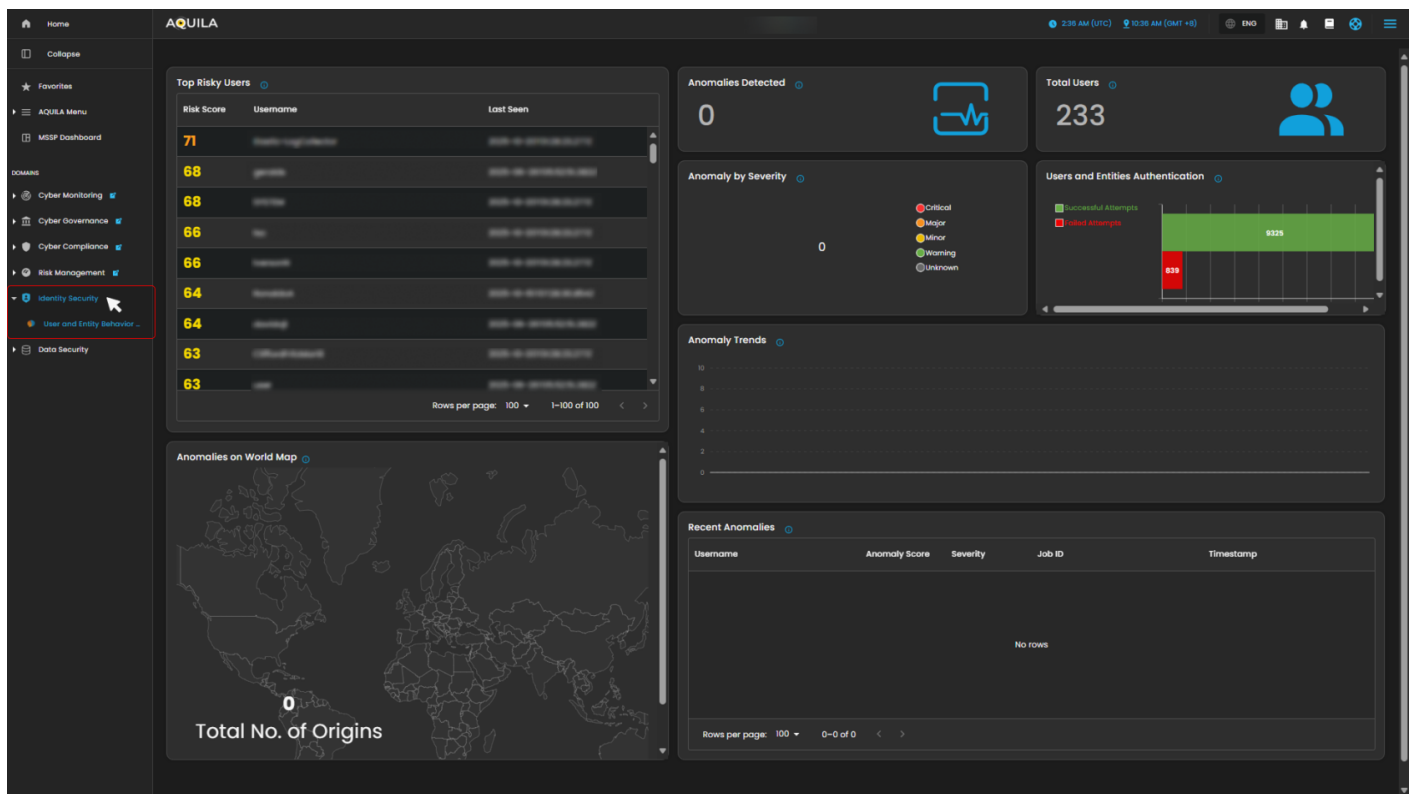 Home
AQUILA
2:36 AM (UTC)
10:36 AM (GMT +8)
ENG
Collapse
Favorites
AQUILA Menu
MSSP Dashboard
DOMAINS
Cyber Monitoring
Cyber Governance
Cyber Compliance
Risk Management
Identity Security
User and Entity Behavior ...
Data Security
Top Risky Users
Risk Score Username Last Seen
71
68
68
66
66
64
64
63
63
Rows per page: 100 1-100 of 100
Anomalies on World Map
0
Total No. of Origins
Anomalies Detected
0
Total Users
233
Anomaly by Severity
0
Critical
Major
Minor
Warning
Unknown
Users and Entities Authentication
Successful Attempts
Failed Attempts
9325
839
Anomaly Trends
10
8
6
4
2
0
Recent Anomalies
Username Anomaly Score Severity Job ID Timestamp
No rows
Rows per page: 100 0-0 of 0